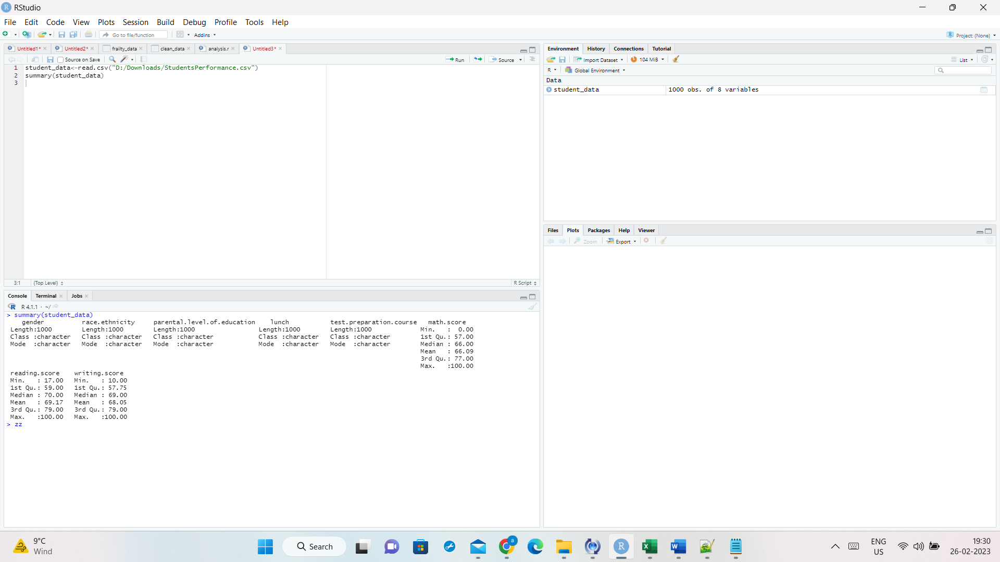 RStudio
File Edit Code View Plots Session Build Debug Profile Tools Help
Go to file/function Addins Project: (None)
Untitled1* Untitled2* frailty_data clean_data analysis.r Untitled3*
Source on Save Run Source
1 student_data<-read.csv("D:/Downloads/StudentsPerformance.csv")
2 summary(student_data)
3
3:1 (Top Level) R Script
Console Terminal Jobs
R 4.1.1 · ~/
> summary(student_data)
gender race.ethnicity parental.level.of.education lunch test.preparation.course math.score
Length:1000 Length:1000 Length:1000 Length:1000 Length:1000 Min. : 0.00
Class :character Class :character Class :character Class :character Class :character 1st Qu.: 57.00
Mode :character Mode :character Mode :character Mode :character Mode :character Median : 66.00
Mean : 66.09
3rd Qu.: 77.00
Max. :100.00
reading.score writing.score
Min. : 17.00 Min. : 10.00
1st Qu.: 59.00 1st Qu.: 57.75
Median : 70.00 Median : 69.00
Mean : 69.17 Mean : 68.05
3rd Qu.: 79.00 3rd Qu.: 79.00
Max. :100.00 Max. :100.00
> zz
Environment History Connections Tutorial
Import Dataset 104 MiB List
R Global Environment
Data
student_data 1000 obs. of 8 variables
Files Plots Packages Help Viewer
Zoom Export
9°C
Wind
Search
ENG
US
19:30
26-02-2023